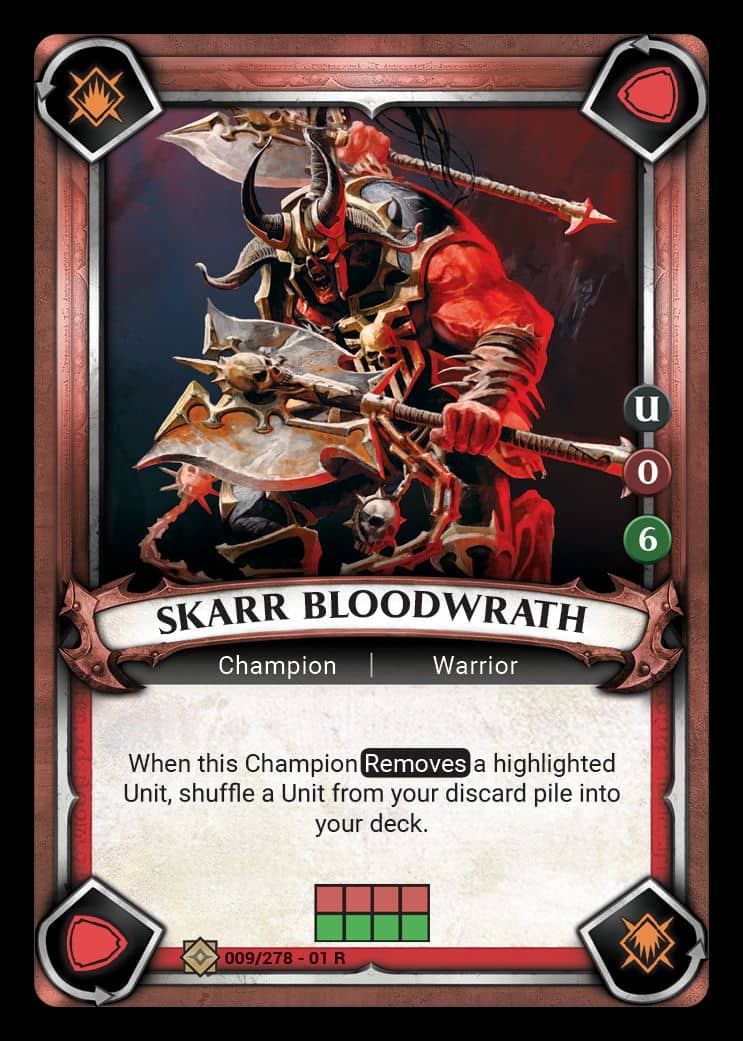 U
0
6
SKARR BLOODWRATH
Champion | Warrior
When this Champion Removes a highlighted
Unit, shuffle a Unit from your discard pile into
your deck.
009/278 - 01 R